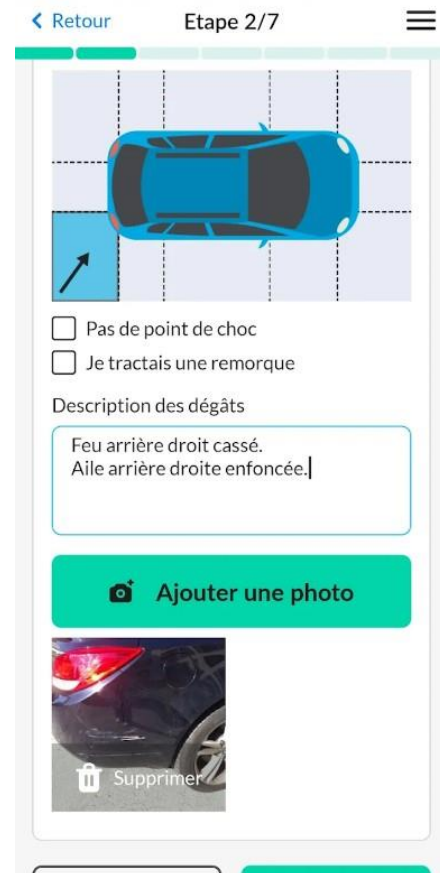 Retour
Etape 2/7
Pas de point de choc
Je tractais une remorque
Description des dégâts
Feu arrière droit cassé.
Aile arrière droite enfoncée.
Ajouter une photo
Supprimer